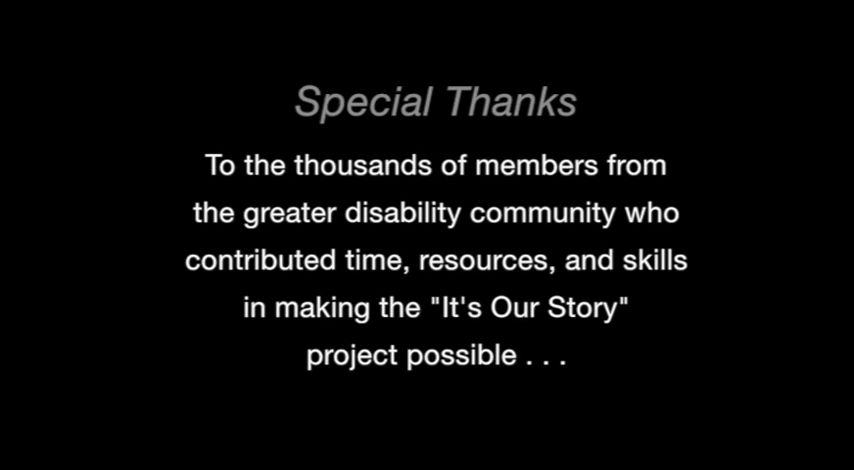 Special Thanks
To the thousands of members from
the greater disability community who
contributed time, resources, and skills
in making the "It's Our Story"
project possible . . .